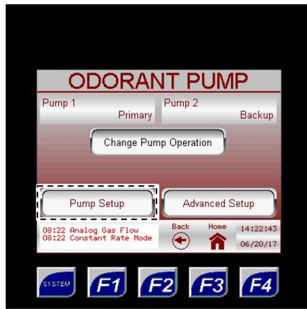 ODORANT PUMP
Pump 1
Primary
Pump 2
Backup
Change Pump Operation
Pump Setup
Advanced Setup
08:22 Analog Gas Flow
08:22 Constant Rate Mode
Back
Home
14:22:43
06/20/17
SYSTEM
F1
F2
F3
F4